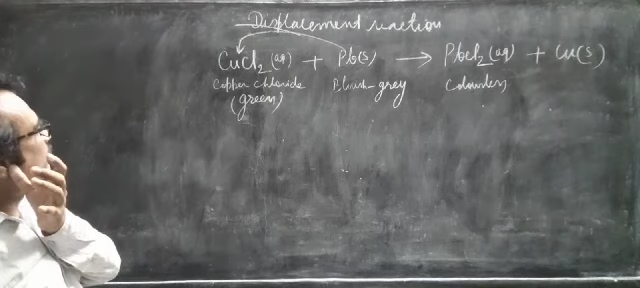 Displacement reaction
CuCl2(aq) + Pb(s) → PbCl2(aq) + Cu(s)
Copper chloride Bluish-grey Colourless
(green)